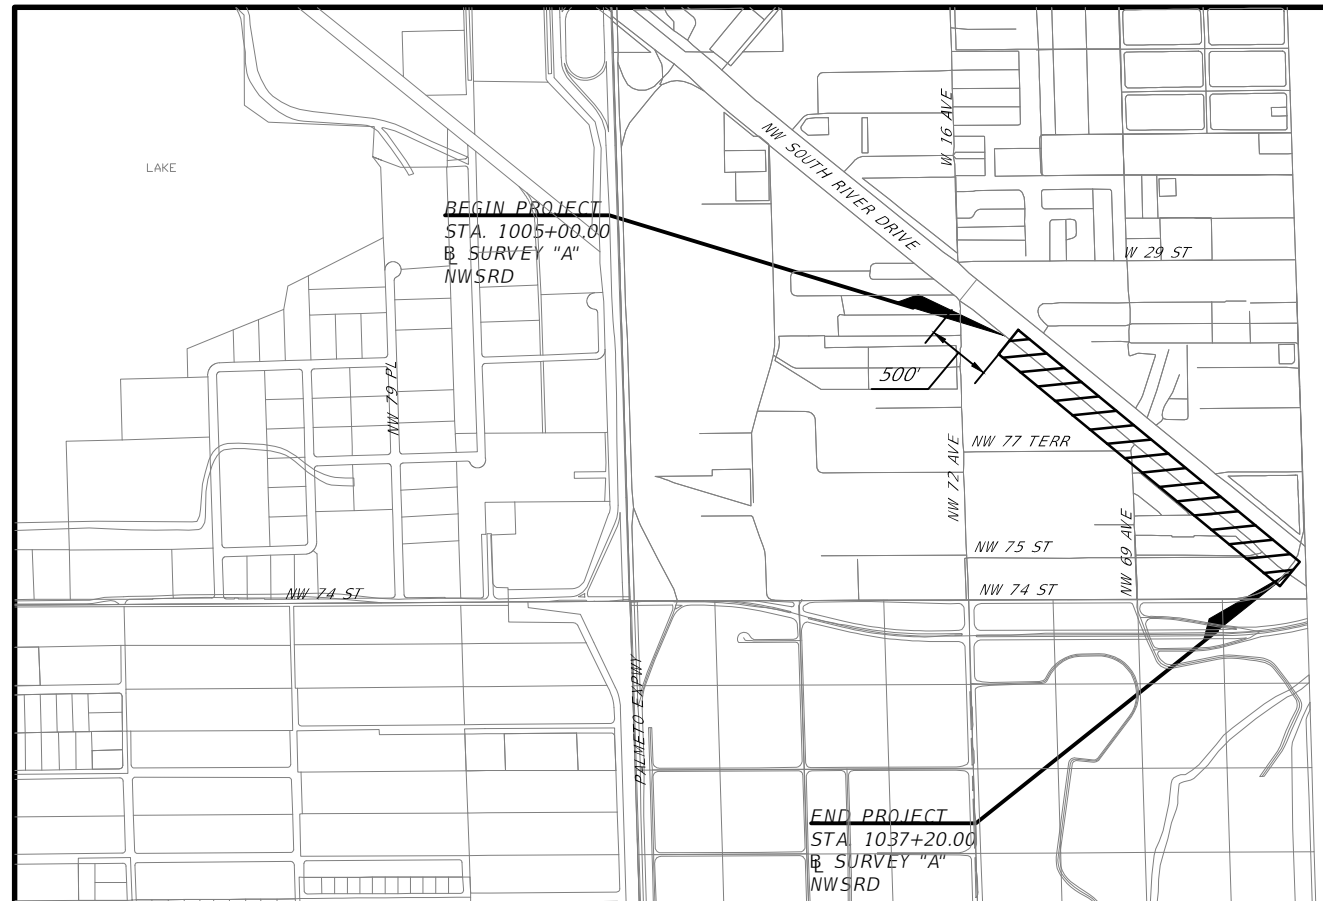 NW SOUTH RIVER DRIVE
W 16 AVE
LAKE
BEGIN PROJECT
STA. 1005+00.00
BL SURVEY "A"
NWSRD
W 29 ST
500'
NW 79 PL
NW 77 TERR
NW 72 AVE
NW 69 AVE
NW 75 ST
NW 74 ST
NW 74 ST
PALMETO EXPWY
END PROJECT
STA. 1037+20.00
BL SURVEY "A"
NWSRD